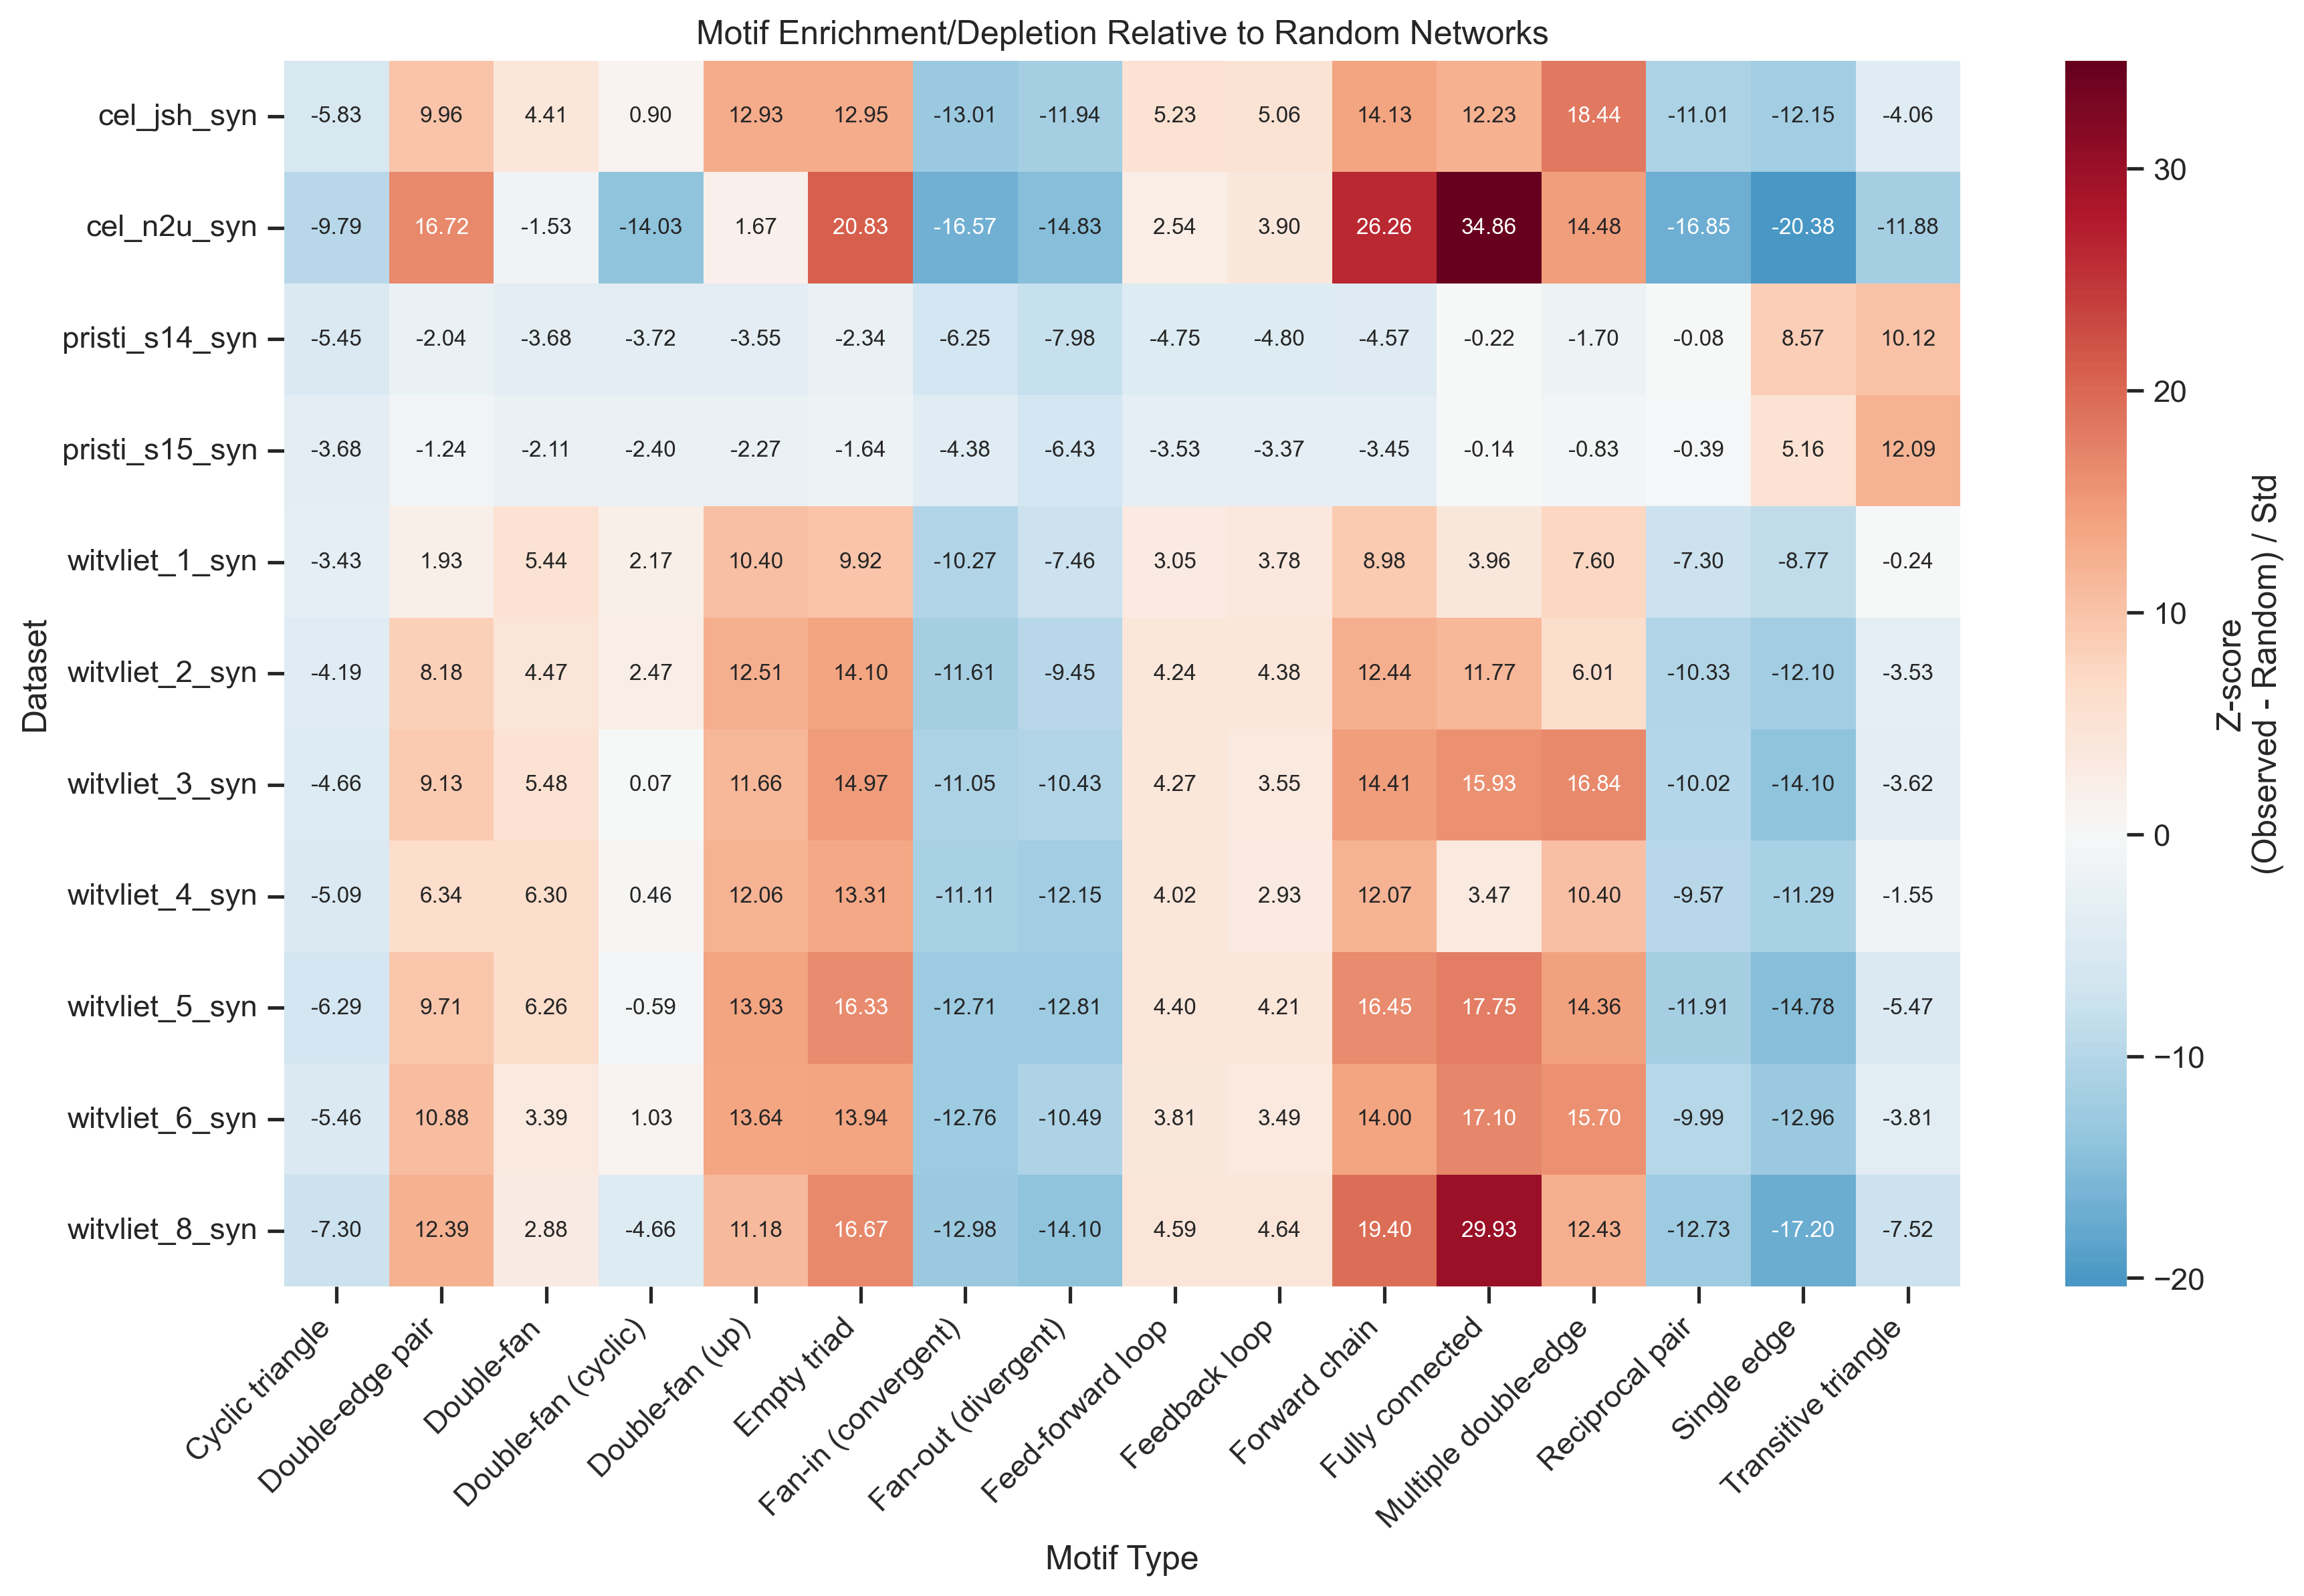 Motif Enrichment/Depletion Relative to Random Networks
cel_jsh_syn -5.83 9.96 4.41 0.90 12.93 12.95 -13.01 -11.94 5.23 5.06 14.13 12.23 18.44 -11.01 -12.15 -4.06
cel_n2u_syn -9.79 16.72 -1.53 -14.03 1.67 20.83 -16.57 -14.83 2.54 3.90 26.26 34.86 14.48 -16.85 -20.38 -11.88
pristi_s14_syn -5.45 -2.04 -3.68 -3.72 -3.55 -2.34 -6.25 -7.98 -4.75 -4.80 -4.57 -0.22 -1.70 -0.08 8.57 10.12
pristi_s15_syn -3.68 -1.24 -2.11 -2.40 -2.27 -1.64 -4.38 -6.43 -3.53 -3.37 -3.45 -0.14 -0.83 -0.39 5.16 12.09
witvliet_1_syn -3.43 1.93 5.44 2.17 10.40 9.92 -10.27 -7.46 3.05 3.78 8.98 3.96 7.60 -7.30 -8.77 -0.24
witvliet_2_syn -4.19 8.18 4.47 2.47 12.51 14.10 -11.61 -9.45 4.24 4.38 12.44 11.77 6.01 -10.33 -12.10 -3.53
witvliet_3_syn -4.66 9.13 5.48 0.07 11.66 14.97 -11.05 -10.43 4.27 3.55 14.41 15.93 16.84 -10.02 -14.10 -3.62
witvliet_4_syn -5.09 6.34 6.30 0.46 12.06 13.31 -11.11 -12.15 4.02 2.93 12.07 3.47 10.40 -9.57 -11.29 -1.55
witvliet_5_syn -6.29 9.71 6.26 -0.59 13.93 16.33 -12.71 -12.81 4.40 4.21 16.45 17.75 14.36 -11.91 -14.78 -5.47
witvliet_6_syn -5.46 10.88 3.39 1.03 13.64 13.94 -12.76 -10.49 3.81 3.49 14.00 17.10 15.70 -9.99 -12.96 -3.81
witvliet_8_syn -7.30 12.39 2.88 -4.66 11.18 16.67 -12.98 -14.10 4.59 4.64 19.40 29.93 12.43 -12.73 -17.20 -7.52
Dataset
Cyclic triangle
Double-edge pair
Double-fan
Double-fan (cyclic)
Double-fan (up)
Empty triad
Fan-in (convergent)
Fan-out (divergent)
Feed-forward loop
Feedback loop
Forward chain
Fully connected
Multiple double-edge
Reciprocal pair
Single edge
Transitive triangle
Motif Type
30
20
10
0
−10
−20
Z-score
(Observed - Random) / Std